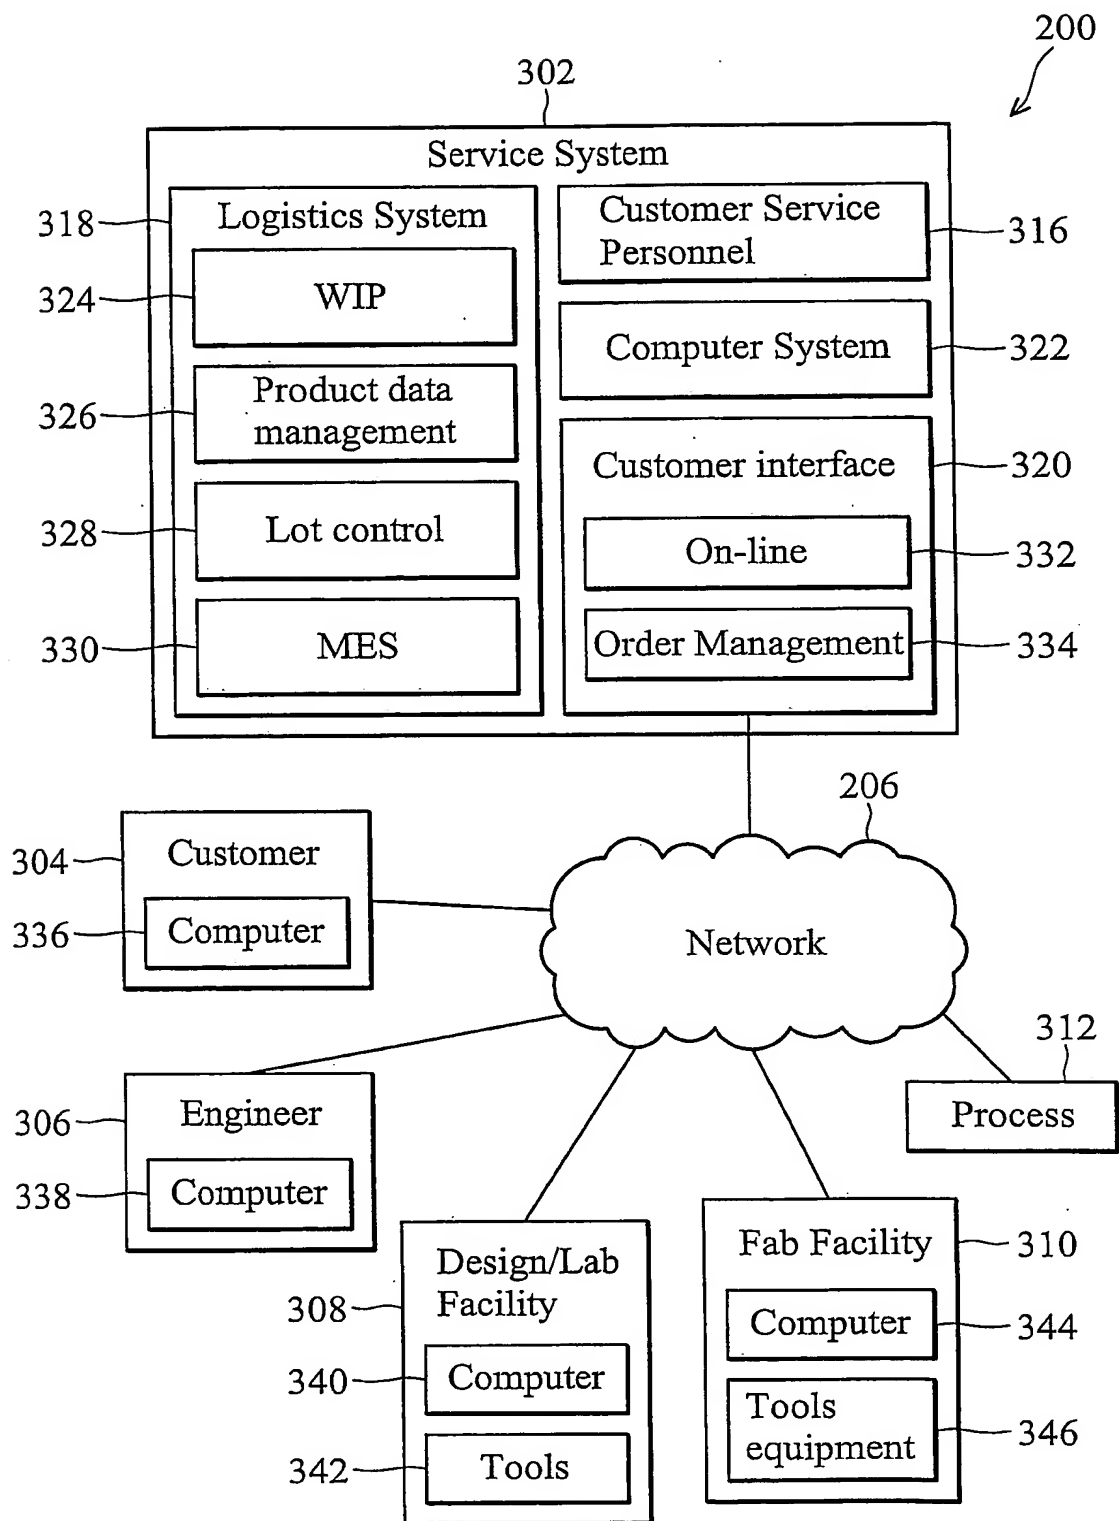 200
302
Service System
318
Logistics System
324
WIP
326
Product data
management
328
Lot control
330
MES
Customer Service
Personnel
316
Computer System
322
Customer interface
320
On-line
332
Order Management
334
206
Network
304
Customer
336
Computer
306
Engineer
338
Computer
308
Design/Lab
Facility
340
Computer
342
Tools
Fab Facility
310
Computer
344
Tools
equipment
346
312
Process